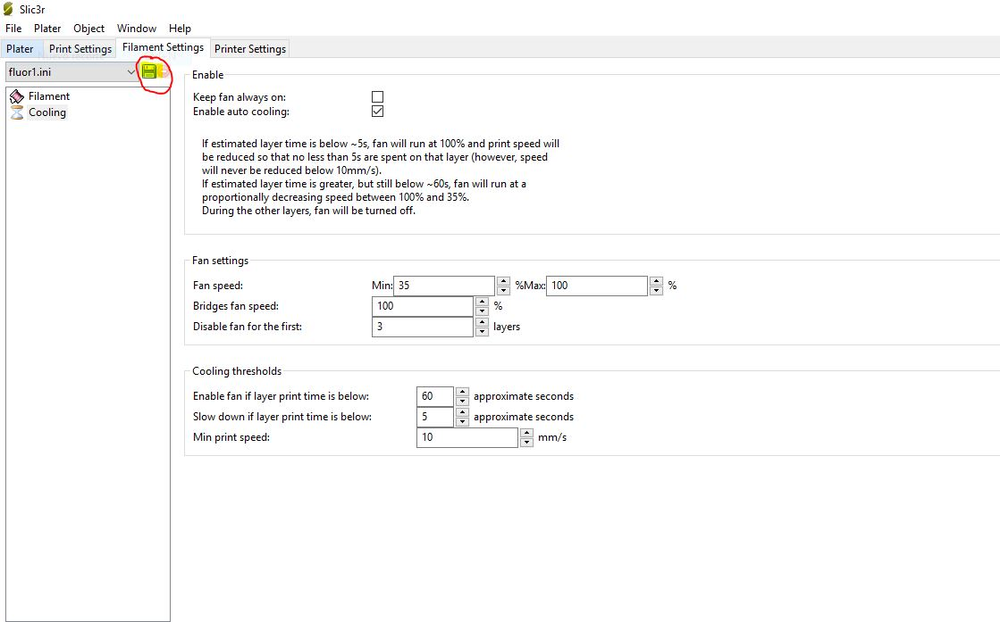 Slic3r
File Plater Object Window Help
Plater Print Settings Filament Settings Printer Settings
fluor1.ini
Filament
Cooling
Enable
Keep fan always on:
Enable auto cooling:
If estimated layer time is below ~5s, fan will run at 100% and print speed will
be reduced so that no less than 5s are spent on that layer (however, speed
will never be reduced below 10mm/s).
If estimated layer time is greater, but still below ~60s, fan will run at a
proportionally decreasing speed between 100% and 35%.
During the other layers, fan will be turned off.
Fan settings
Fan speed: Min: 35 %Max: 100 %
Bridges fan speed: 100 %
Disable fan for the first: 3 layers
Cooling thresholds
Enable fan if layer print time is below: 60 approximate seconds
Slow down if layer print time is below: 5 approximate seconds
Min print speed: 10 mm/s